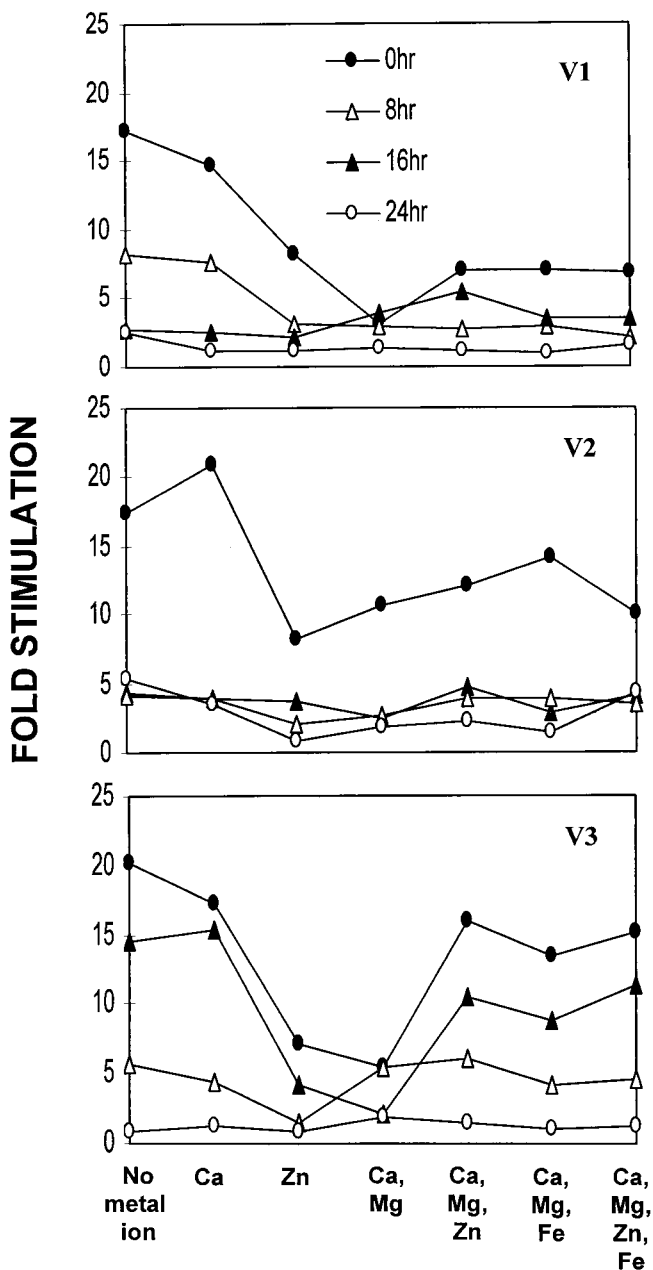 FOLD STIMULATION
25
20
15
10
5
0
V1
0hr
8hr
16hr
24hr
25
20
15
10
5
0
V2
25
20
15
10
5
0
V3
No metal ion
Ca
Zn
Ca, Mg
Ca, Mg, Zn
Ca, Mg, Fe
Ca, Mg, Zn, Fe